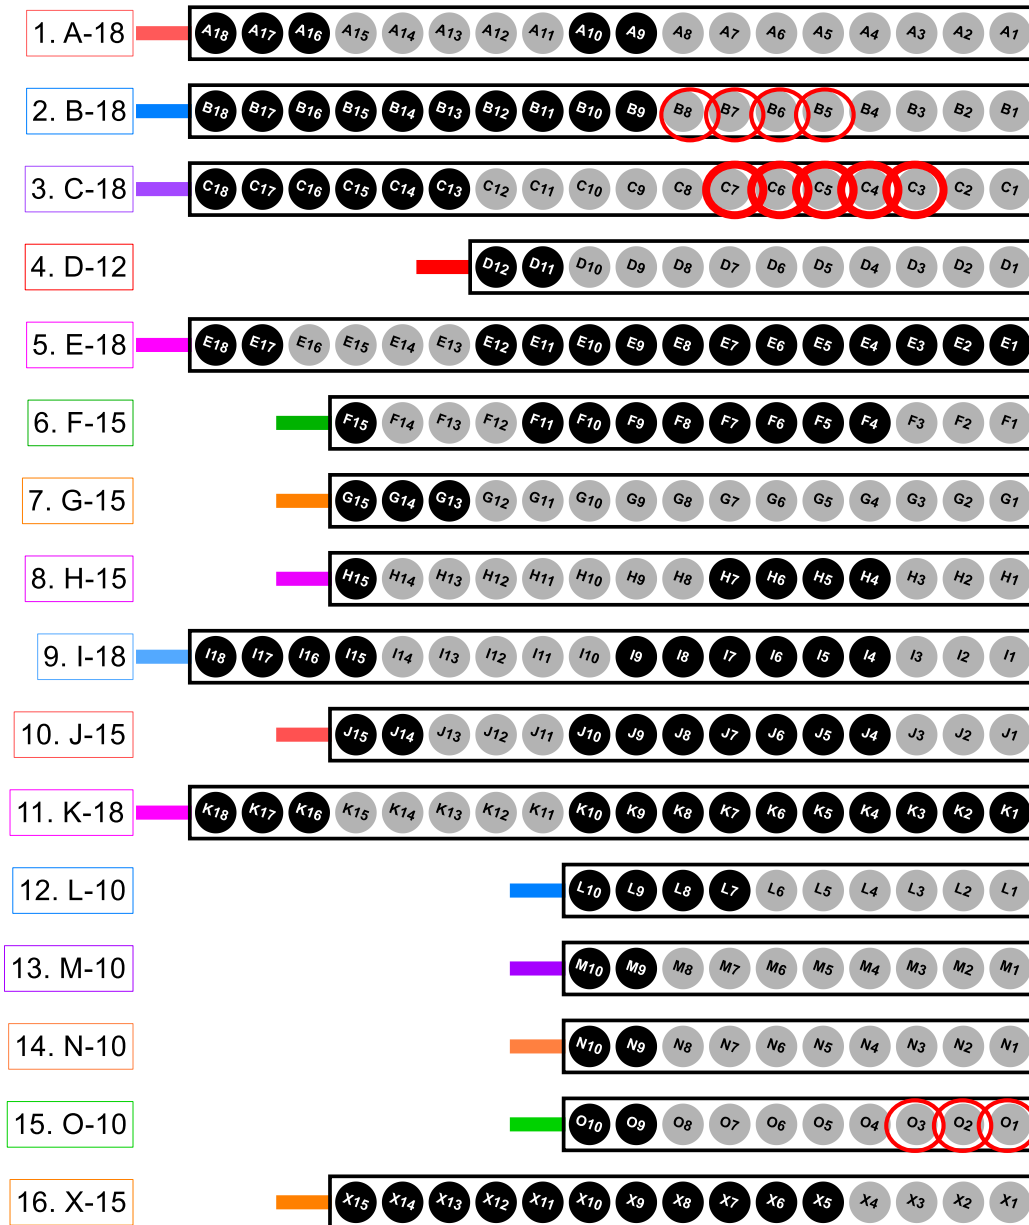 1. A-18 A18 A17 A16 A15 A14 A13 A12 A11 A10 A9 A8 A7 A6 A5 A4 A3 A2 A1
2. B-18 B18 B17 B16 B15 B14 B13 B12 B11 B10 B9 B8 B7 B6 B5 B4 B3 B2 B1
3. C-18 C18 C17 C16 C15 C14 C13 C12 C11 C10 C9 C8 C7 C6 C5 C4 C3 C2 C1
4. D-12 D12 D11 D10 D9 D8 D7 D6 D5 D4 D3 D2 D1
5. E-18 E18 E17 E16 E15 E14 E13 E12 E11 E10 E9 E8 E7 E6 E5 E4 E3 E2 E1
6. F-15 F15 F14 F13 F12 F11 F10 F9 F8 F7 F6 F5 F4 F3 F2 F1
7. G-15 G15 G14 G13 G12 G11 G10 G9 G8 G7 G6 G5 G4 G3 G2 G1
8. H-15 H15 H14 H13 H12 H11 H10 H9 H8 H7 H6 H5 H4 H3 H2 H1
9. I-18 I18 I17 I16 I15 I14 I13 I12 I11 I10 I9 I8 I7 I6 I5 I4 I3 I2 I1
10. J-15 J15 J14 J13 J12 J11 J10 J9 J8 J7 J6 J5 J4 J3 J2 J1
11. K-18 K18 K17 K16 K15 K14 K13 K12 K11 K10 K9 K8 K7 K6 K5 K4 K3 K2 K1
12. L-10 L10 L9 L8 L7 L6 L5 L4 L3 L2 L1
13. M-10 M10 M9 M8 M7 M6 M5 M4 M3 M2 M1
14. N-10 N10 N9 N8 N7 N6 N5 N4 N3 N2 N1
15. O-10 O10 O9 O8 O7 O6 O5 O4 O3 O2 O1
16. X-15 X15 X14 X13 X12 X11 X10 X9 X8 X7 X6 X5 X4 X3 X2 X1